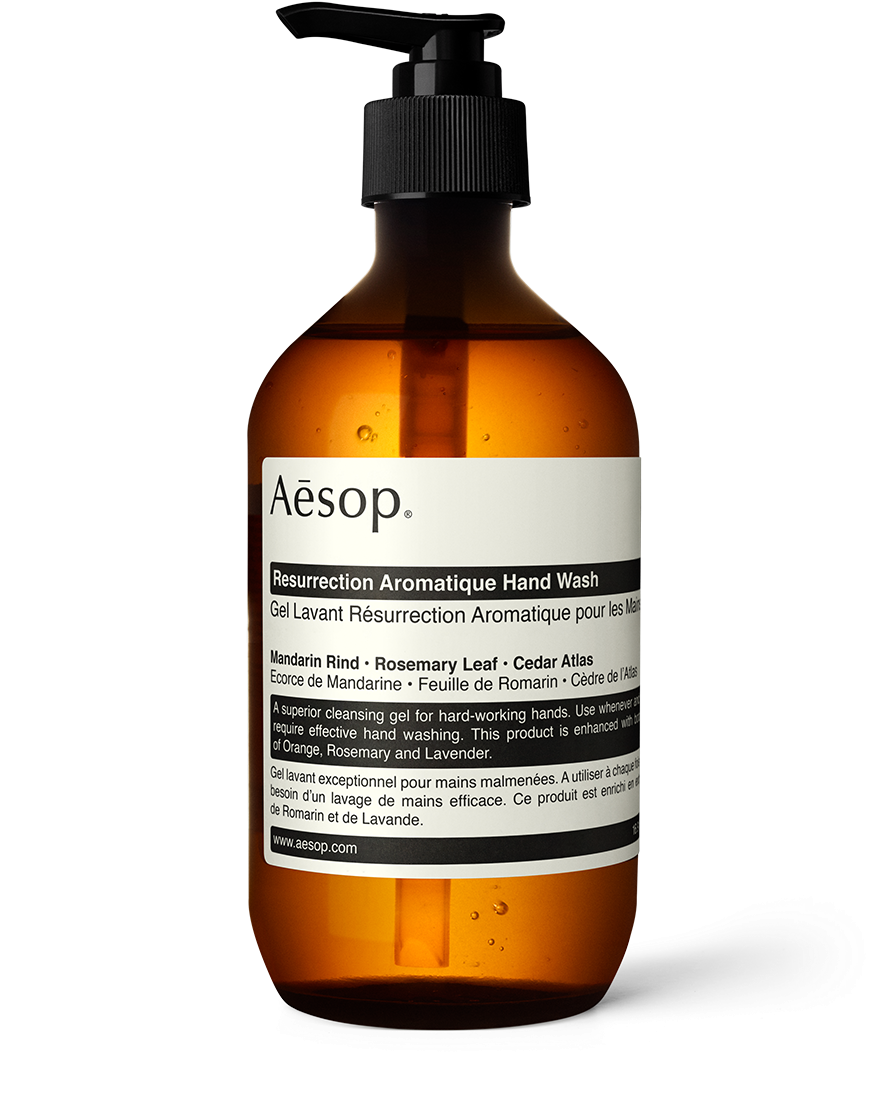 Aēsop.®
Resurrection Aromatique Hand Wash
Gel Lavant Résurrection Aromatique pour les
Mandarin Rind • Rosemary Leaf • Cedar Atlas
Ecorce de Mandarine • Feuille de Romarin • Cèdre de l'Atlas
A superior cleansing gel for hard-working hands. Use whenever
require effective hand washing. This product is enhanced with
of Orange, Rosemary and Lavender.
Gel lavant exceptionnel pour mains malmenées. A utiliser à chaque
besoin d'un lavage de mains efficace. Ce produit est enrichi en
de Romarin et de Lavande.
www.aesop.com